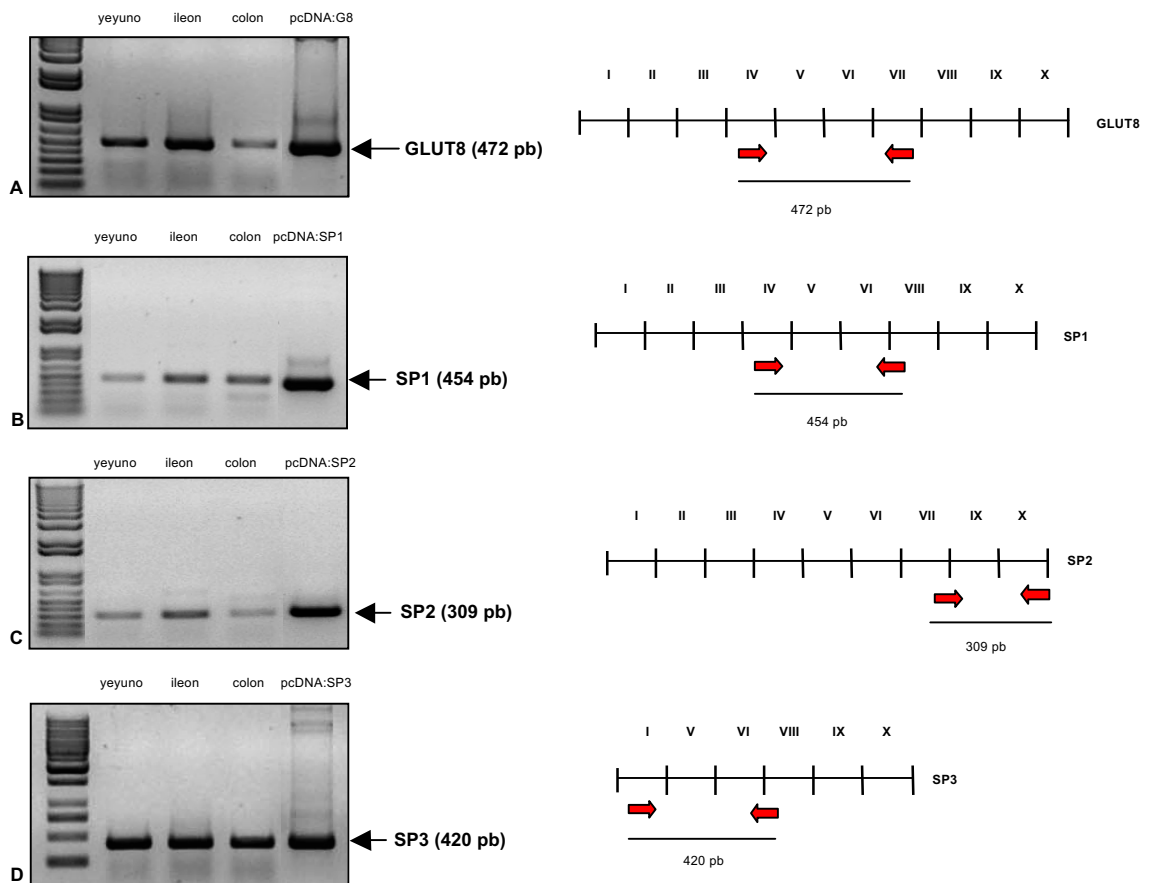 yeyuno ileon colon pcDNA:G8
GLUT8 (472 pb)
A
I II III IV V VI VII VIII IX X
GLUT8
472 pb
yeyuno ileon colon pcDNA:SP1
SP1 (454 pb)
B
I II III IV V VI VIII IX X
SP1
454 pb
yeyuno ileon colon pcDNA:SP2
SP2 (309 pb)
C
I II III IV V VI VII IX X
SP2
309 pb
yeyuno ileon colon pcDNA:SP3
SP3 (420 pb)
D
I V VI VIII IX X
SP3
420 pb